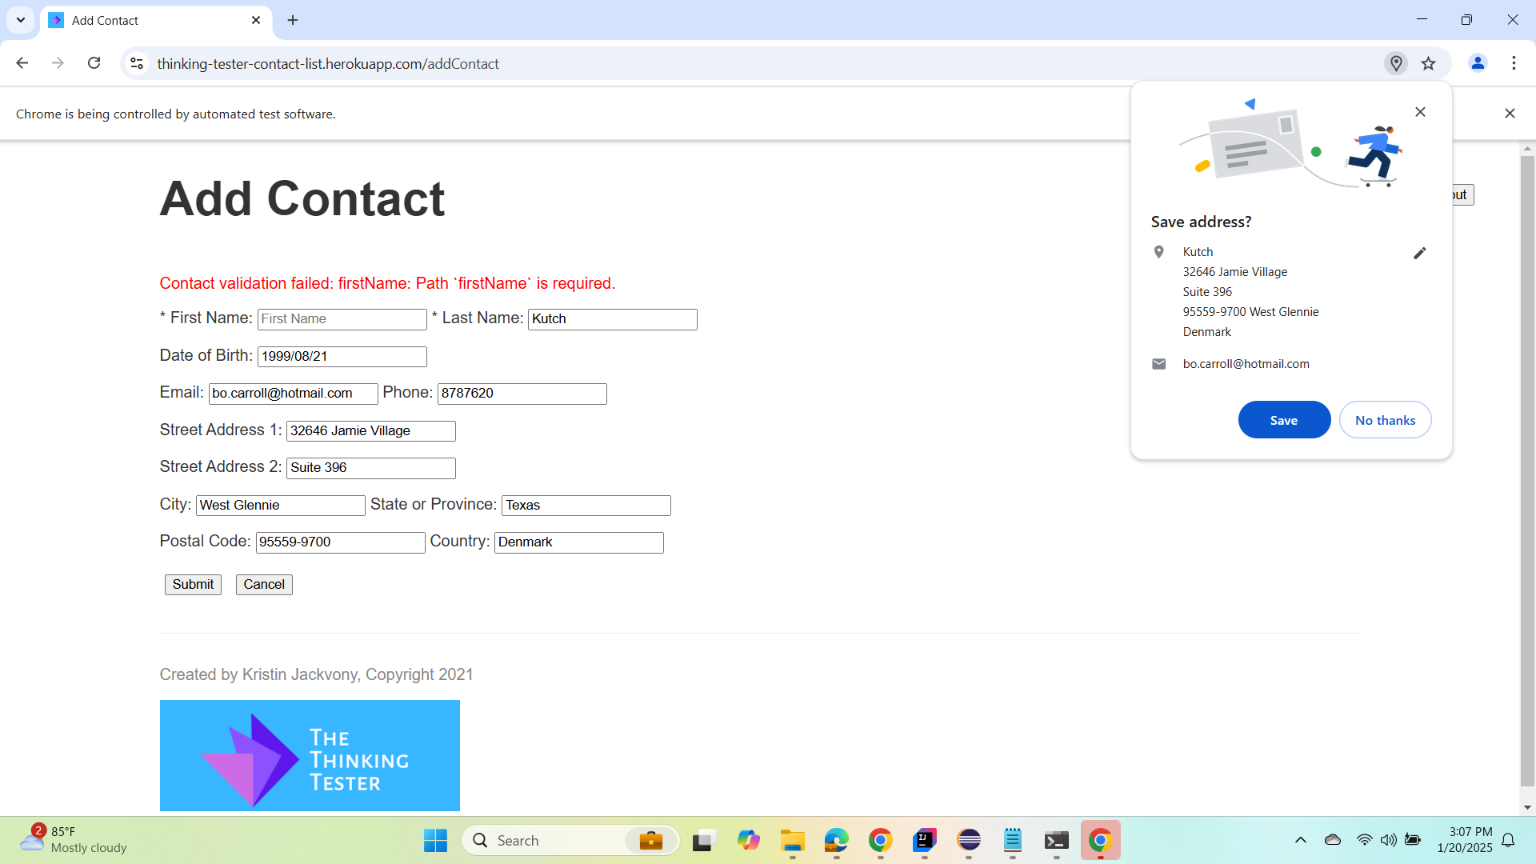 Add Contact
thinking-tester-contact-list.herokuapp.com/addContact
Chrome is being controlled by automated test software.
Add Contact
out
Contact validation failed: firstName: Path `firstName` is required.
* First Name: First Name * Last Name: Kutch
Date of Birth: 1999/08/21
Email: bo.carroll@hotmail.com Phone: 8787620
Street Address 1: 32646 Jamie Village
Street Address 2: Suite 396
City: West Glennie State or Province: Texas
Postal Code: 95559-9700 Country: Denmark
Submit Cancel
Save address?
Kutch
32646 Jamie Village
Suite 396
95559-9700 West Glennie
Denmark
bo.carroll@hotmail.com
Save No thanks
Created by Kristin Jackvony, Copyright 2021
THE
THINKING
TESTER
2
85°F
Mostly cloudy
Search
3:07 PM
1/20/2025